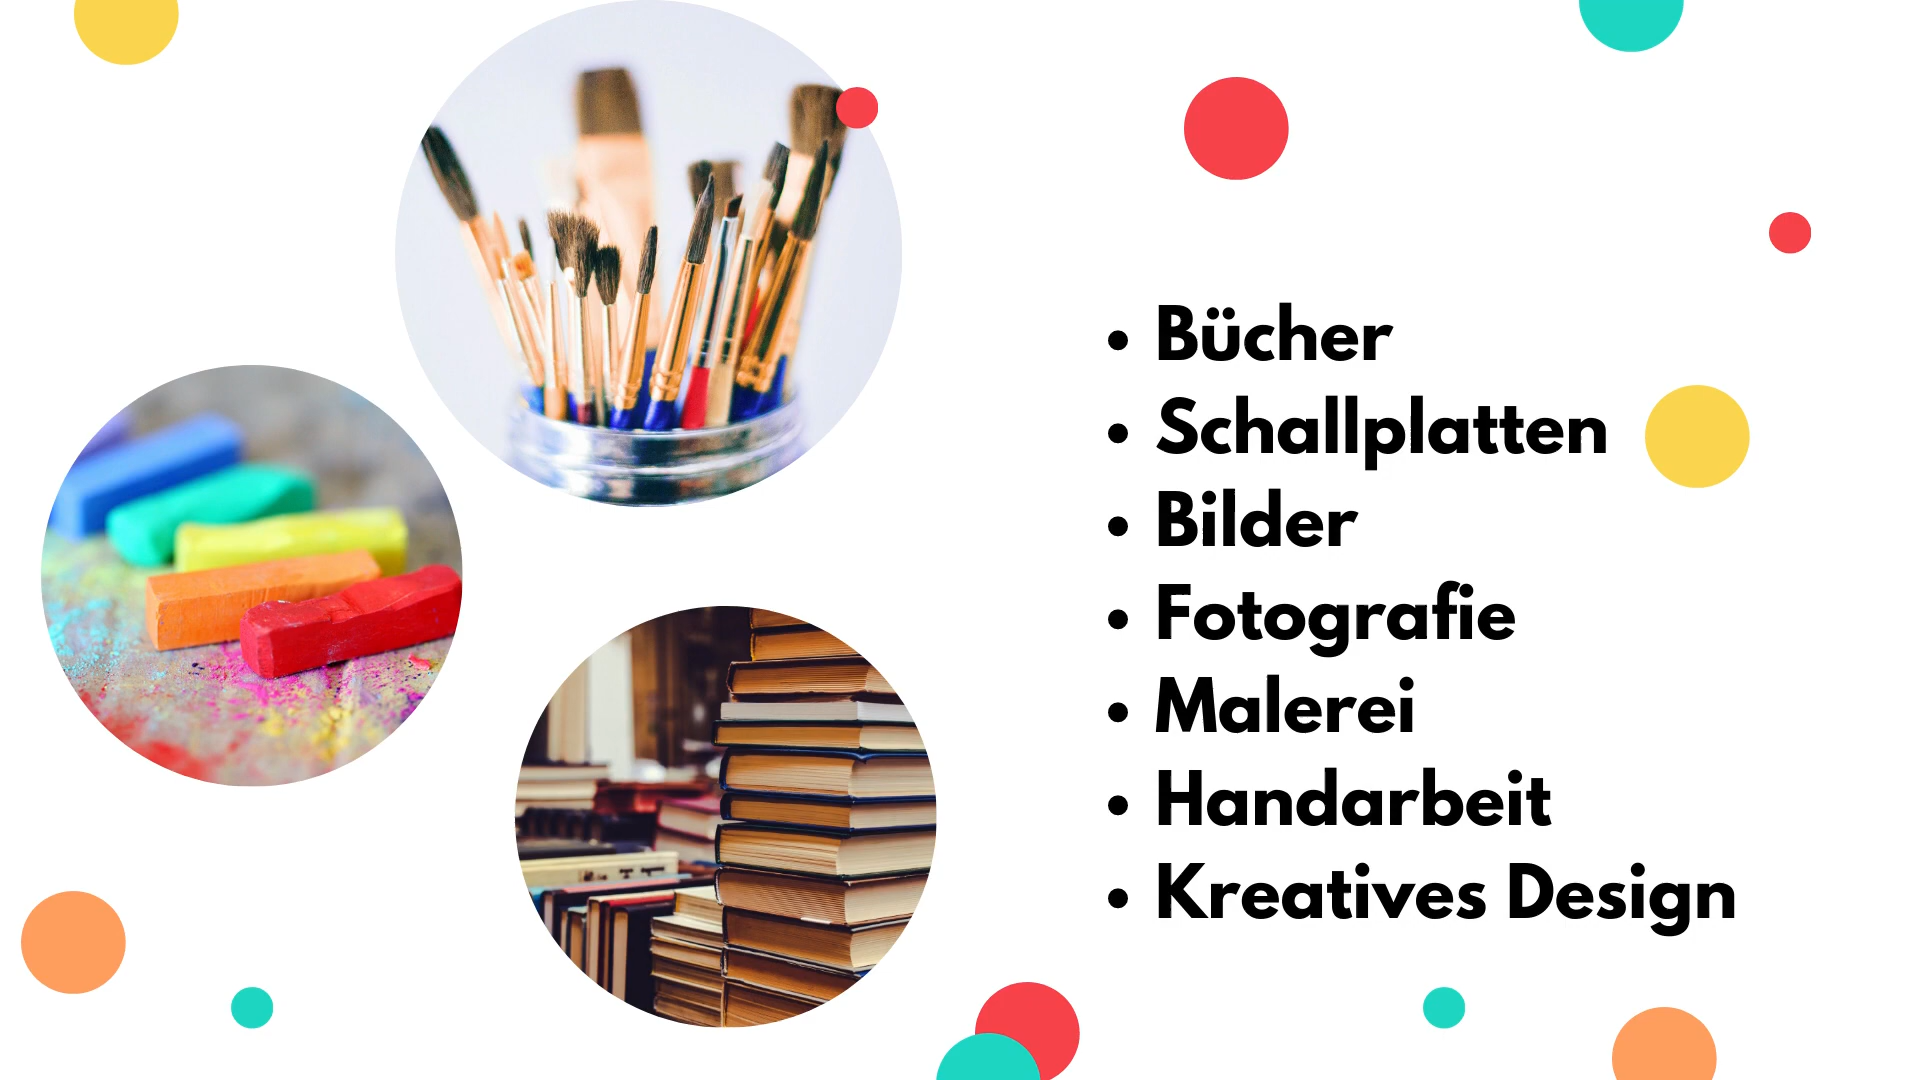 • Bücher
• Schallplatten
• Bilder
• Fotografie
• Malerei
• Handarbeit
• Kreatives Design